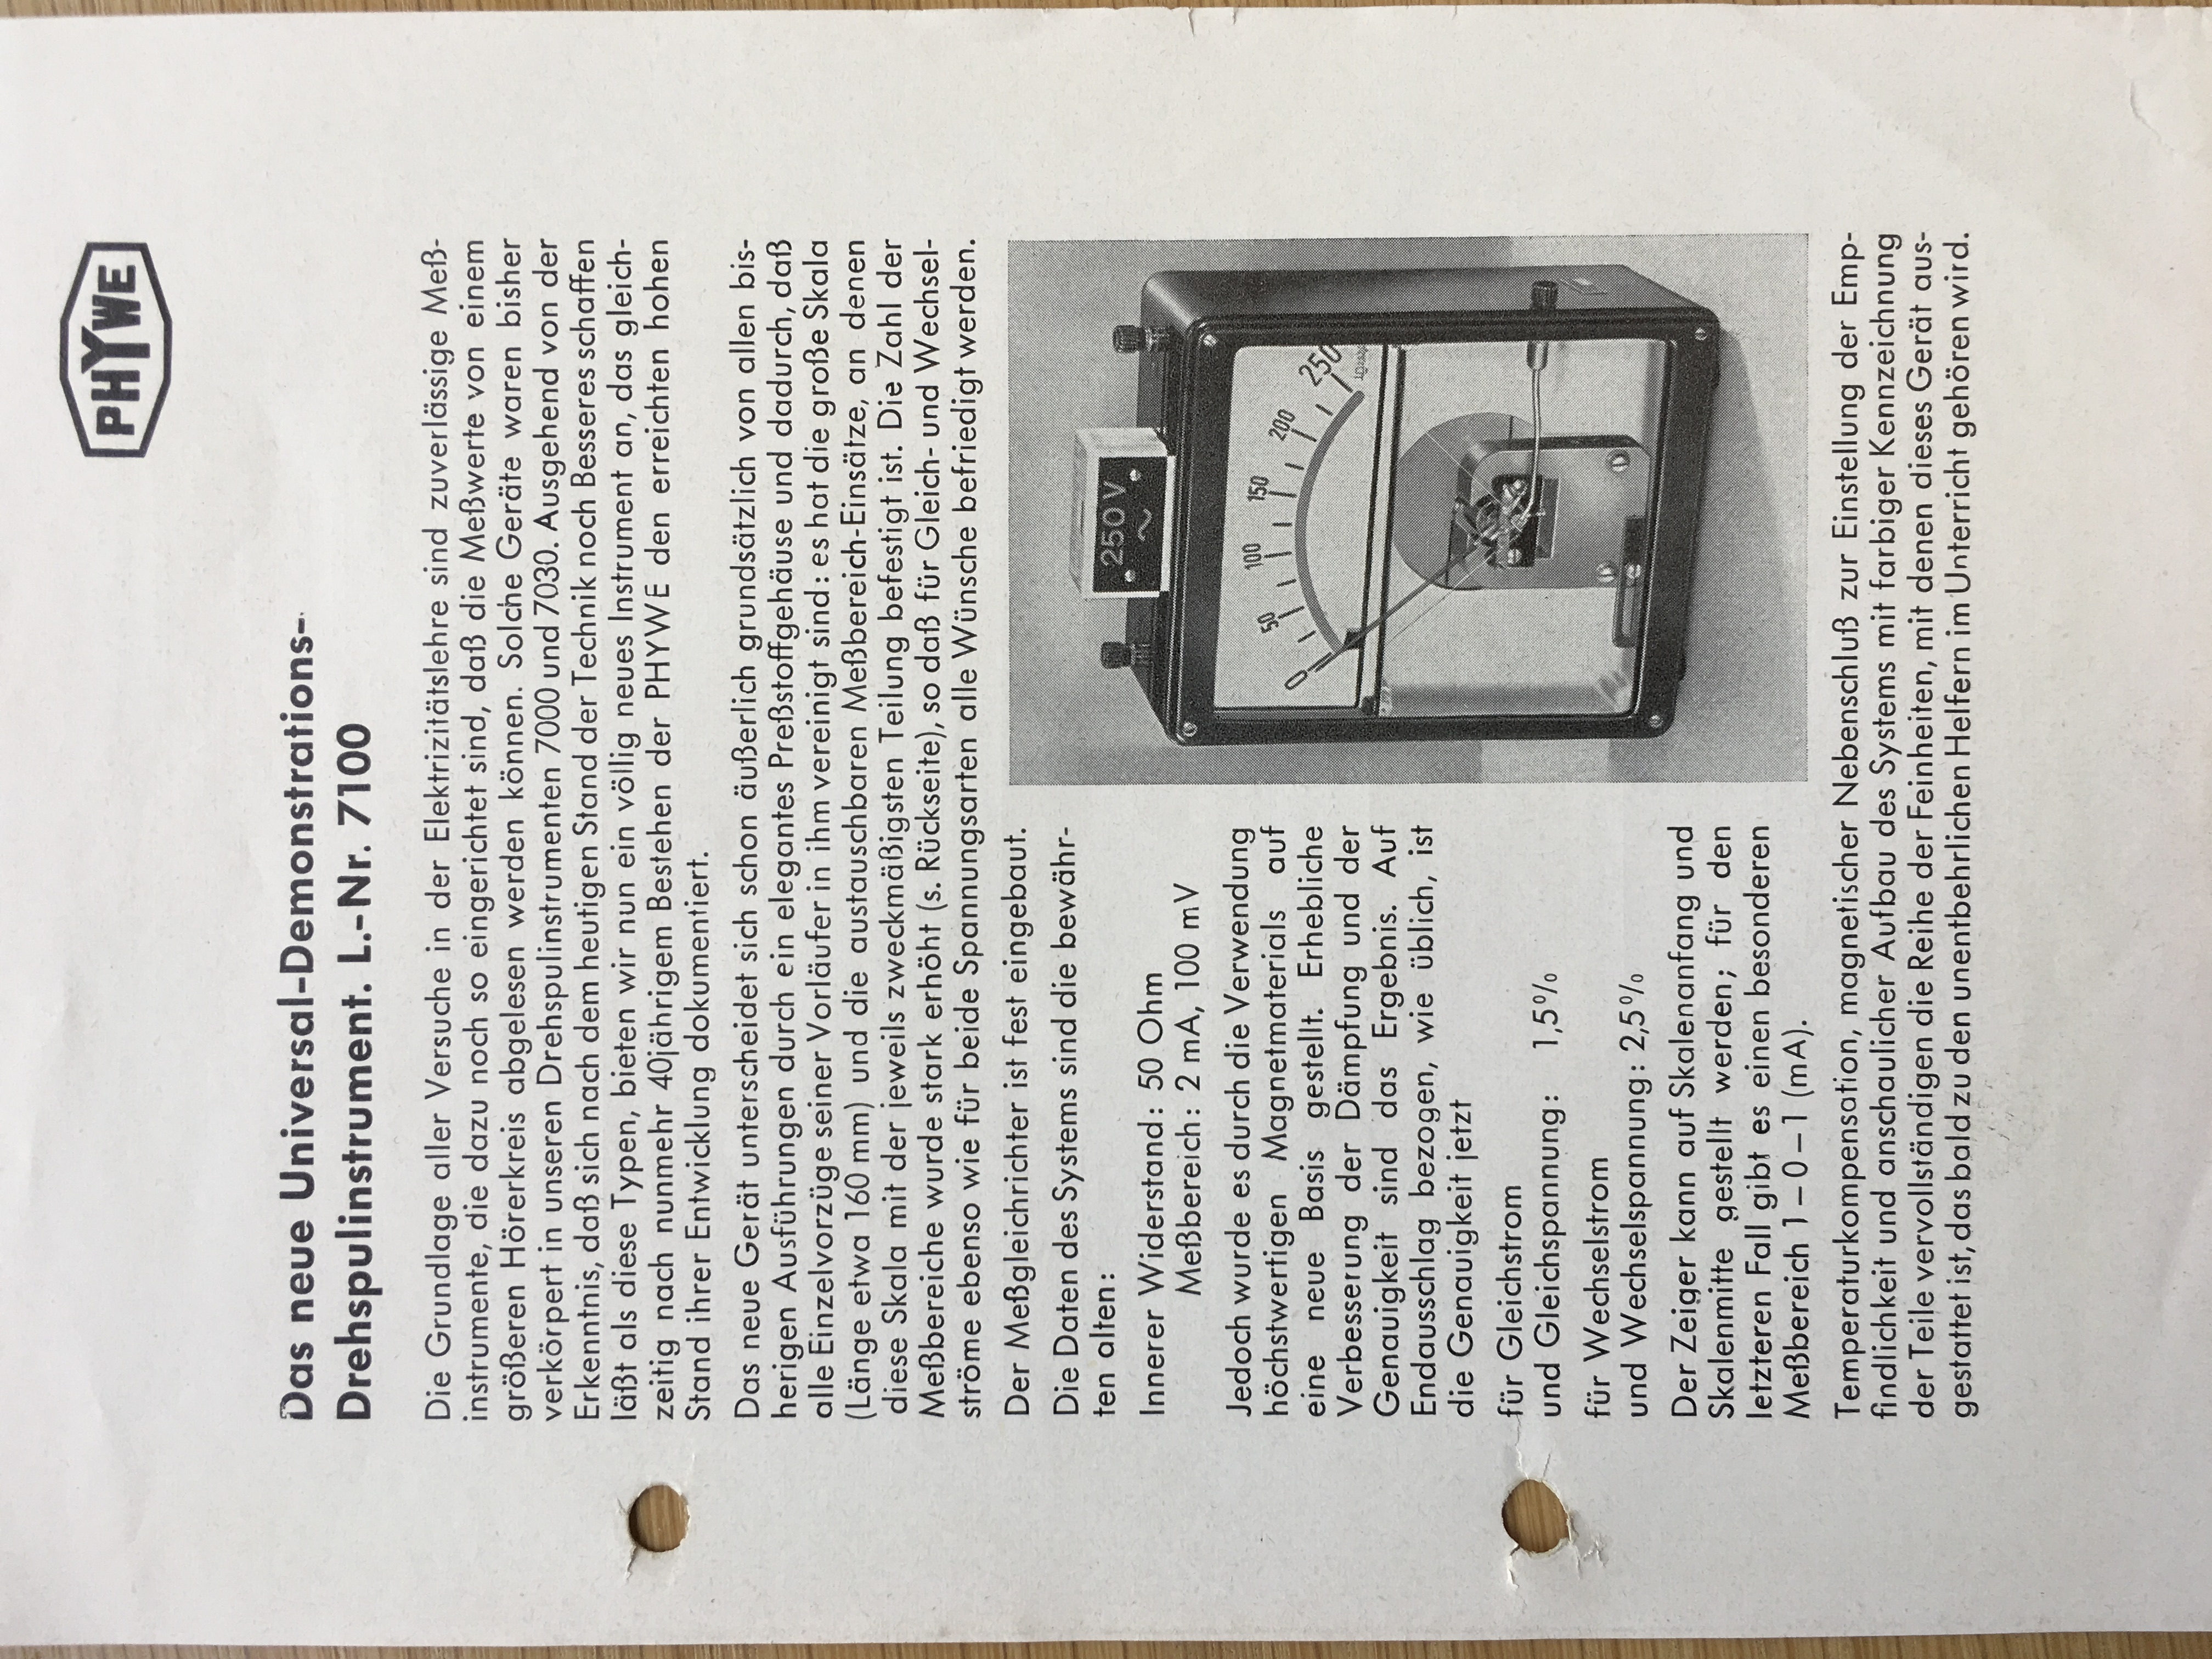 PHYWE
Das neue Universal-Demonstrations-
Drehspulinstrument. L.-Nr. 7100
Die Grundlage aller Versuche in der Elektrizitätslehre sind zuverlässige Meß-
instrumente, die dazu noch so eingerichtet sind, daß die Meßwerte von einem
größeren Hörerkreis abgelesen werden können. Solche Geräte waren bisher
verkörpert in unseren Drehspulinstrumenten 7000 und 7030. Ausgehend von der
Erkenntnis, daß sich nach dem heutigen Stand der Technik noch Besseres schaffen
läßt als diese Typen, bieten wir nun ein völlig neues Instrument an, das gleich-
zeitig nach nunmehr 40jährigem Bestehen der PHYWE den erreichten hohen
Stand ihrer Entwicklung dokumentiert.
Das neue Gerät unterscheidet sich schon äußerlich grundsätzlich von allen bis-
herigen Ausführungen durch ein elegantes Preßstoffgehäuse und dadurch, daß
alle Einzelvorzüge seiner Vorläufer in ihm vereinigt sind: es hat die große Skala
(Länge etwa 160 mm) und die austauschbaren Meßbereich-Einsätze, an denen
diese Skala mit der jeweils zweckmäßigsten Teilung befestigt ist. Die Zahl der
Meßbereiche wurde stark erhöht (s. Rückseite), so daß für Gleich- und Wechsel-
ströme ebenso wie für beide Spannungsarten alle Wünsche befriedigt werden.
Der Meßgleichrichter ist fest eingebaut.
Die Daten des Systems sind die bewähr-
ten alten:
Innerer Widerstand: 50 Ohm
Meßbereich: 2 mA, 100 mV
Jedoch wurde es durch die Verwendung
höchstwertigen Magnetmaterials auf
eine neue Basis gestellt. Erhebliche
Verbesserung der Dämpfung und der
Genauigkeit sind das Ergebnis. Auf
Endausschlag bezogen, wie üblich, ist
die Genauigkeit jetzt
für Gleichstrom
und Gleichspannung: 1,5%
für Wechselstrom
und Wechselspannung: 2,5%
Der Zeiger kann auf Skalenanfang und
Skalenmitte gestellt werden; für den
letzteren Fall gibt es einen besonderen
Meßbereich 1–0–1 (mA).
250 V
~
0 50 100 150 200 250
Temperaturkompensation, magnetischer Nebenschluß zur Einstellung der Emp-
findlichkeit und anschaulicher Aufbau des Systems mit farbiger Kennzeichnung
der Teile vervollständigen die Reihe der Feinheiten, mit denen dieses Gerät aus-
gestattet ist, das bald zu den unentbehrlichen Helfern im Unterricht gehören wird.